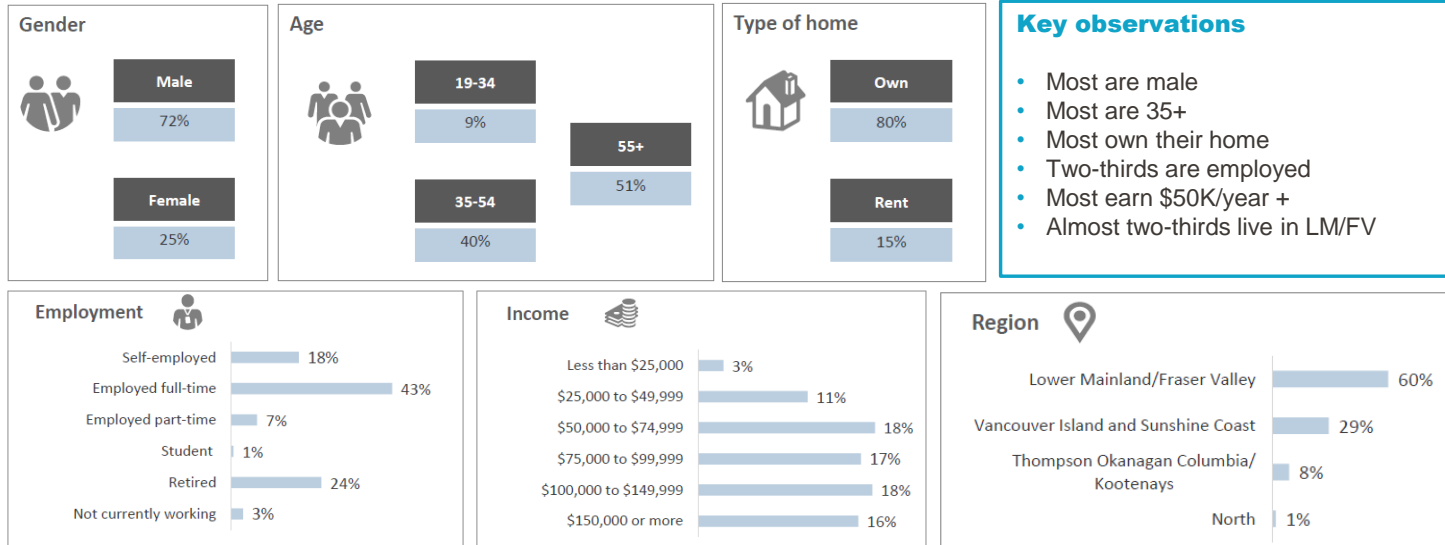 Gender
Male
72%
Female
25%
Age
19-34
9%
35-54
40%
55+
51%
Type of home
Own
80%
Rent
15%
Key observations
• Most are male
• Most are 35+
• Most own their home
• Two-thirds are employed
• Most earn $50K/year +
• Almost two-thirds live in LM/FV
Employment
Self-employed 18%
Employed full-time 43%
Employed part-time 7%
Student 1%
Retired 24%
Not currently working 3%
Income
Less than $25,000 3%
$25,000 to $49,999 11%
$50,000 to $74,999 18%
$75,000 to $99,999 17%
$100,000 to $149,999 18%
$150,000 or more 16%
Region
Lower Mainland/Fraser Valley 60%
Vancouver Island and Sunshine Coast 29%
Thompson Okanagan Columbia/
Kootenays 8%
North 1%